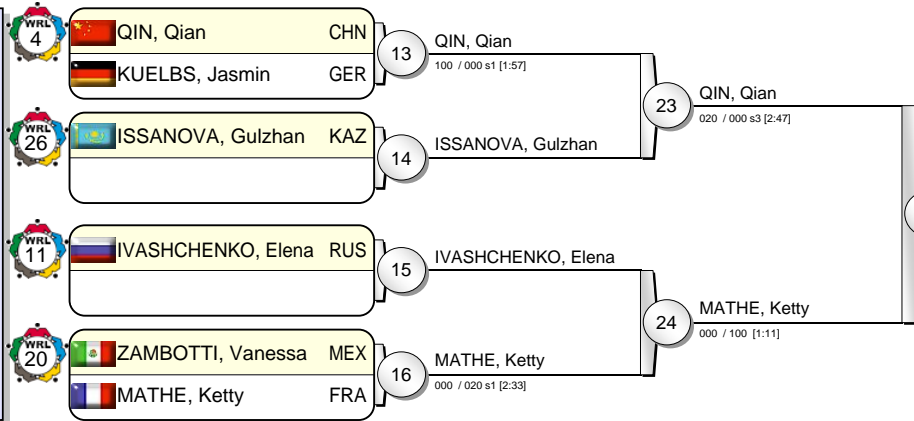 WRL
4
QIN, Qian CHN
KUELBS, Jasmin GER
13
QIN, Qian
100 / 000 s1 [1:57]
WRL
26
ISSANOVA, Gulzhan KAZ
14
ISSANOVA, Gulzhan
23
QIN, Qian
020 / 000 s3 [2:47]
WRL
11
IVASHCHENKO, Elena RUS
15
IVASHCHENKO, Elena
WRL
20
ZAMBOTTI, Vanessa MEX
MATHE, Ketty FRA
16
MATHE, Ketty
000 / 020 s1 [2:33]
24
MATHE, Ketty
000 / 100 [1:11]